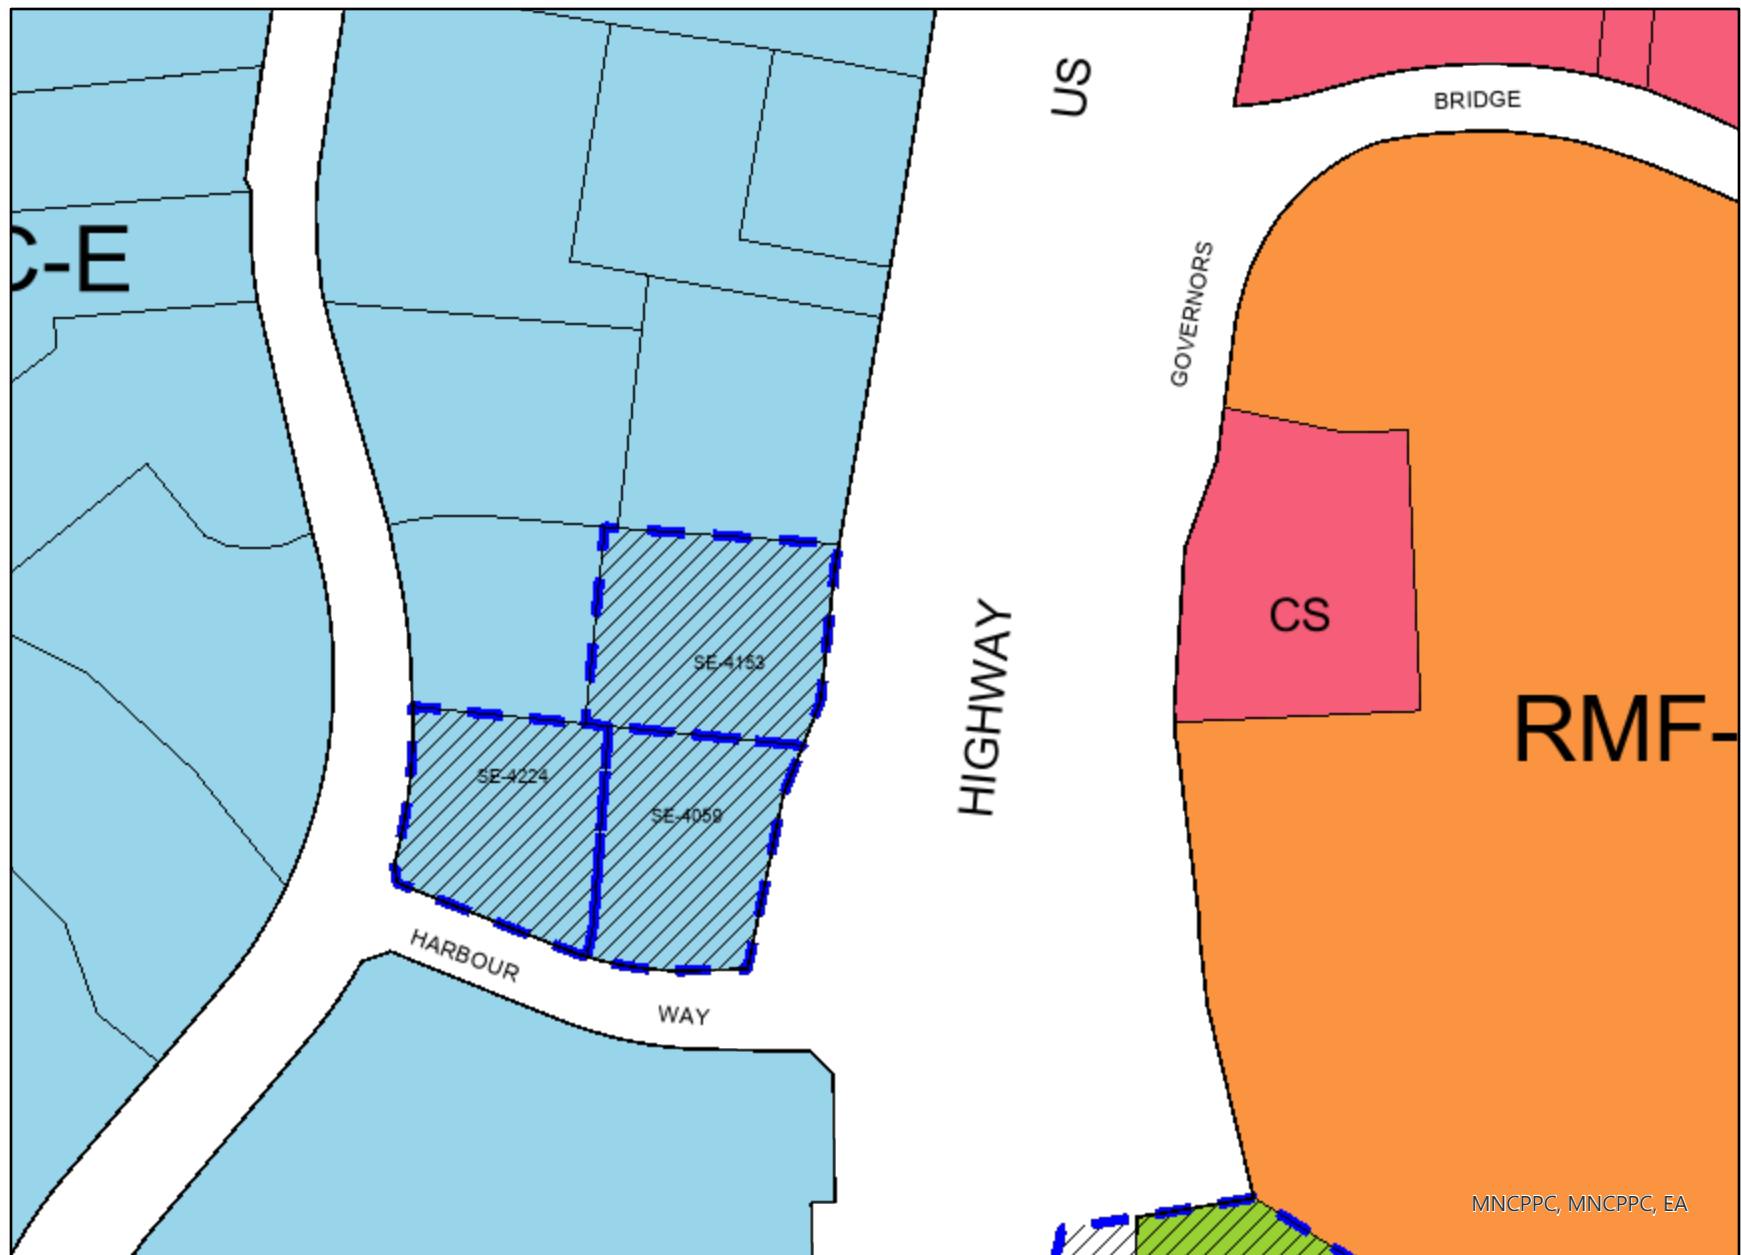 US
BRIDGE
C-E
GOVERNORS
CS
HIGHWAY
SE-4153
RMF-
SE-4224
SE-4059
HARBOUR
WAY
MNCPPC, MNCPPC, EA